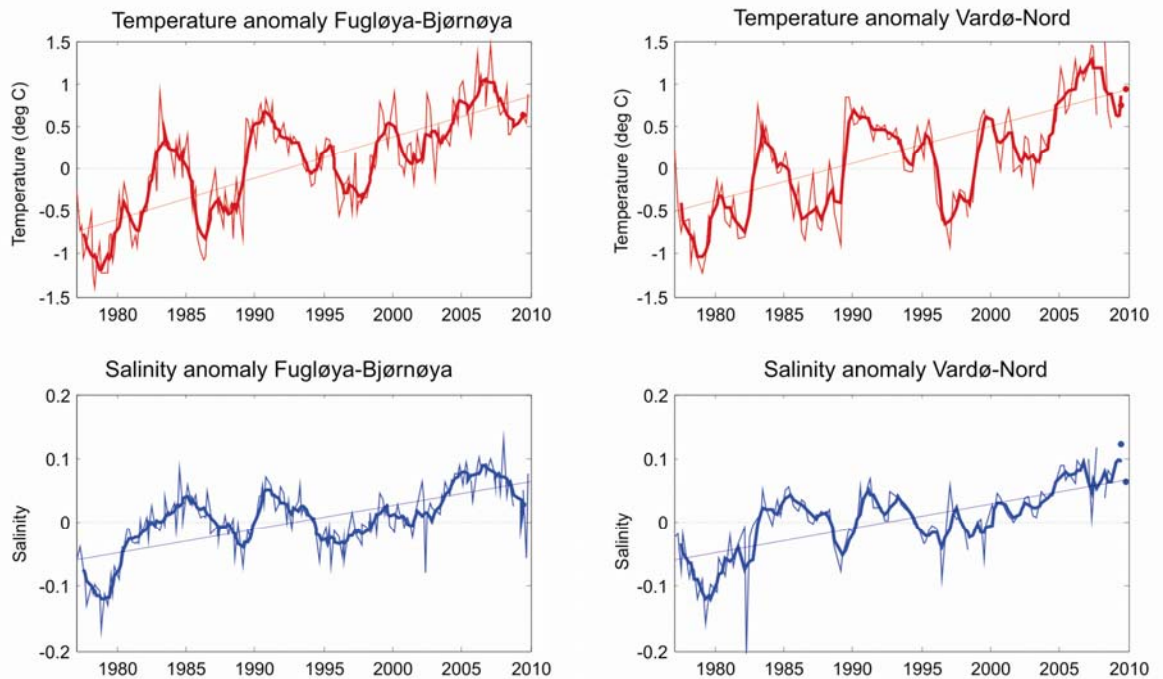 Temperature anomaly Fugløya-Bjørnøya
Temperature (deg C)
1.5
1
0.5
0
-0.5
-1
-1.5
1980 1985 1990 1995 2000 2005 2010
Temperature anomaly Vardø-Nord
Temperature (deg C)
1.5
1
0.5
0
-0.5
-1
-1.5
1980 1985 1990 1995 2000 2005 2010
Salinity anomaly Fugløya-Bjørnøya
Salinity
0.2
0.1
0
-0.1
-0.2
1980 1985 1990 1995 2000 2005 2010
Salinity anomaly Vardø-Nord
Salinity
0.2
0.1
0
-0.1
-0.2
1980 1985 1990 1995 2000 2005 2010